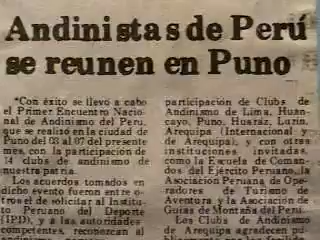 Andinistas de Perú
se reunen en Puno
"Con éxito se llevó a cabo
el Primer Encuentro Nacio-
nal de Andinismo del Perú,
que se realizó en la ciudad de
Puno del 03 al 07 del presente
mes, con la participación de
14 clubs de andinismo de
nuestra patria.
Los acuerdos tomados en
dicho evento fueron entre o-
tros el de solicitar al Institu-
to Peruano del Deporte
(IPD), y a las autoridades
competentes, reconozcan al
participación de Clubs de
Andinismo de Lima, Huan-
cayo, Puno, Huaráz, Lurin,
Arequipa (Internacional y
de Arequipa), y con otras
instituciones invitadas,
como la Escuela de Coman-
dos del Ejército Peruano, la
Asociación Peruana de Ope-
radores de Turismo de
Aventura y la Asociación de
Guías de Montaña del Perú.
Los Clubs de Andinismo
de Arequipa agradecen